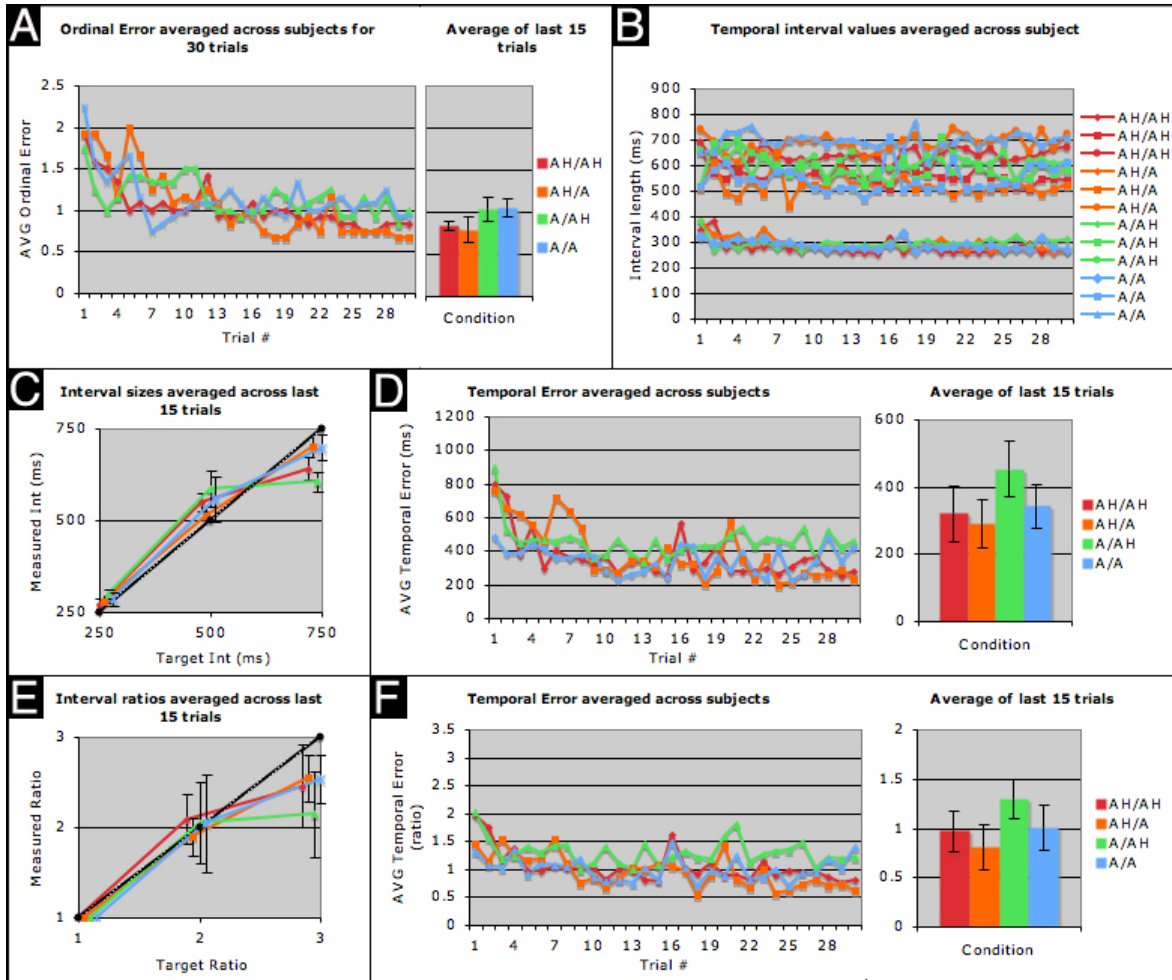 A
Ordinal Error averaged across subjects for
30 trials
Average of last 15
trials
AVG Ordinal Error
2.5
2
1.5
1
0.5
0
1 4 7 10 13 16 19 22 25 28
Trial #
Condition
AH/AH
AH/A
A/AH
A/A
B
Temporal interval values averaged across subject
Interval length (ms)
900
800
700
600
500
400
300
200
100
0
1 4 7 10 13 16 19 22 25 28
Trial #
AH/AH
AH/AH
AH/AH
AH/A
AH/A
AH/A
A/AH
A/AH
A/AH
A/A
A/A
A/A
C
Interval sizes averaged across last
15 trials
Measured Int (ms)
750
500
250
250 500 750
Target Int (ms)
D
Temporal Error averaged across subjects
AVG Temporal Error (ms)
1200
1000
800
600
400
200
0
1 4 7 10 13 16 19 22 25 28
Trial #
Average of last 15 trials
600
400
200
0
Condition
AH/AH
AH/A
A/AH
A/A
E
Interval ratios averaged across last
15 trials
Measured Ratio
3
2
1
1 2 3
Target Ratio
F
Temporal Error averaged across subjects
AVG Temporal Error
(ratio)
3.5
3
2.5
2
1.5
1
0.5
0
1 4 7 10 13 16 19 22 25 28
Trial #
Average of last 15 trials
2
1.5
1
0.5
0
Condition
AH/AH
AH/A
A/AH
A/A